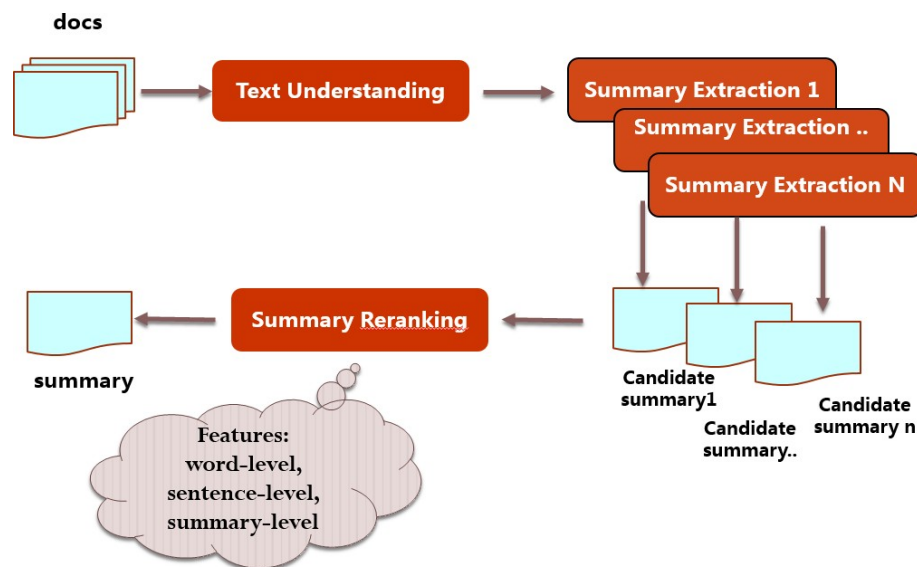 docs
Text Understanding
Summary Extraction 1
Summary Extraction ..
Summary Extraction N
Candidate
summary1
Candidate
summary..
Candidate
summary n
Summary Reranking
summary
Features:
word-level,
sentence-level,
summary-level